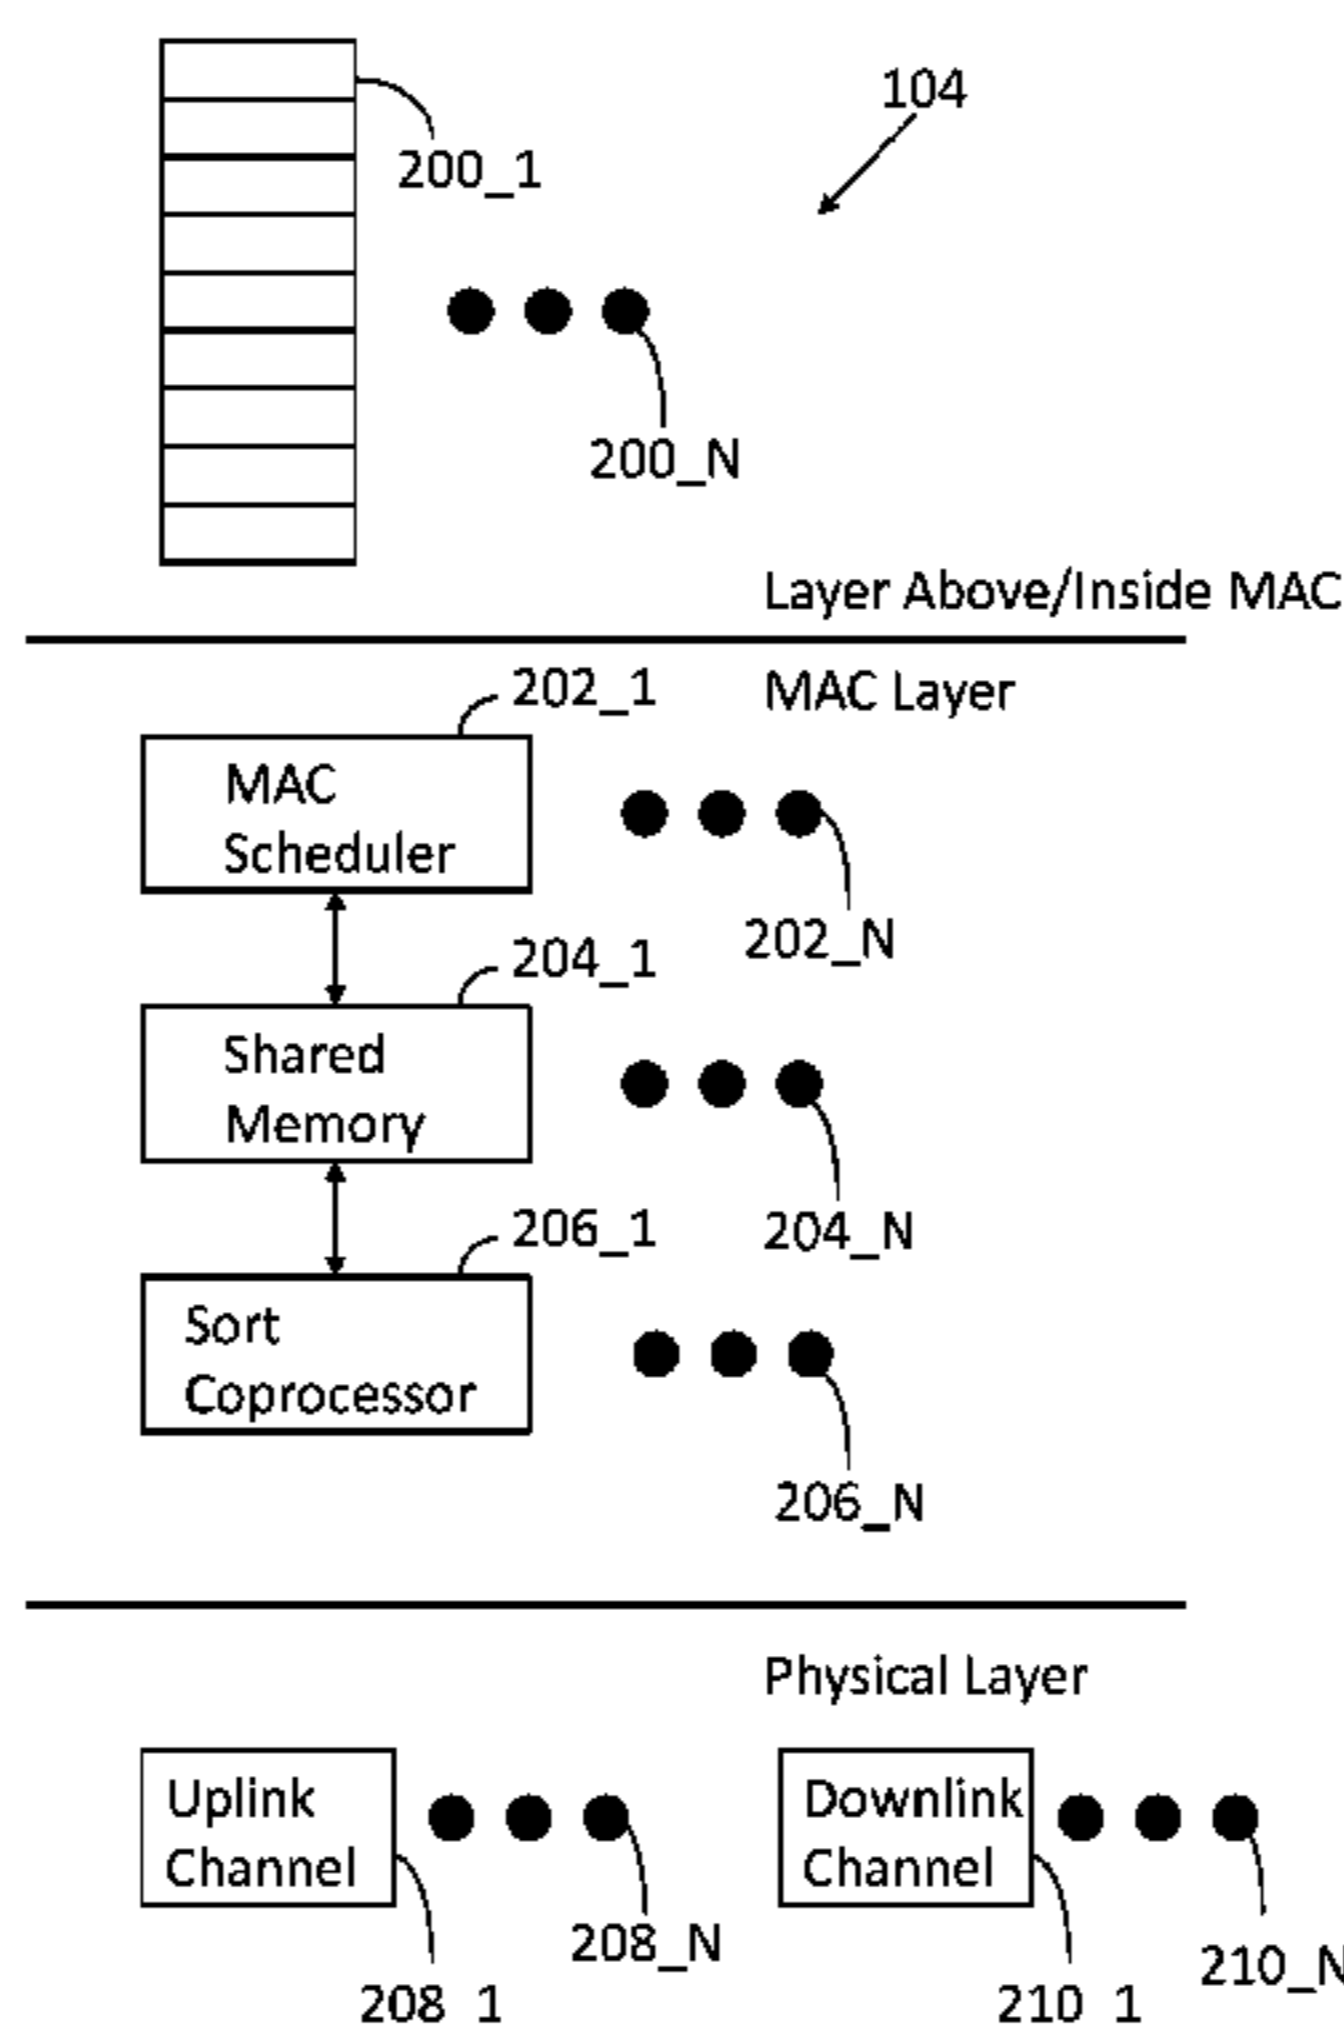 104
200_1
200_N
Layer Above/Inside MAC
202_1
MAC Layer
MAC
Scheduler
202_N
204_1
Shared
Memory
204_N
206_1
Sort
Coprocessor
206_N
Physical Layer
Uplink
Channel
208_N
208_1
Downlink
Channel
210_N
210_1